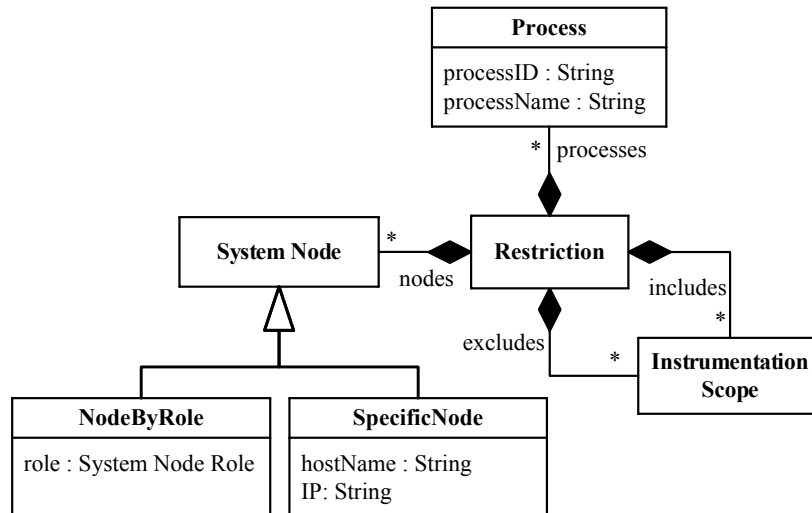 Process
processID : String
processName : String
* processes
System Node
*
nodes
Restriction
includes
*
excludes
*
Instrumentation
Scope
NodeByRole
role : System Node Role
SpecificNode
hostName : String
IP: String